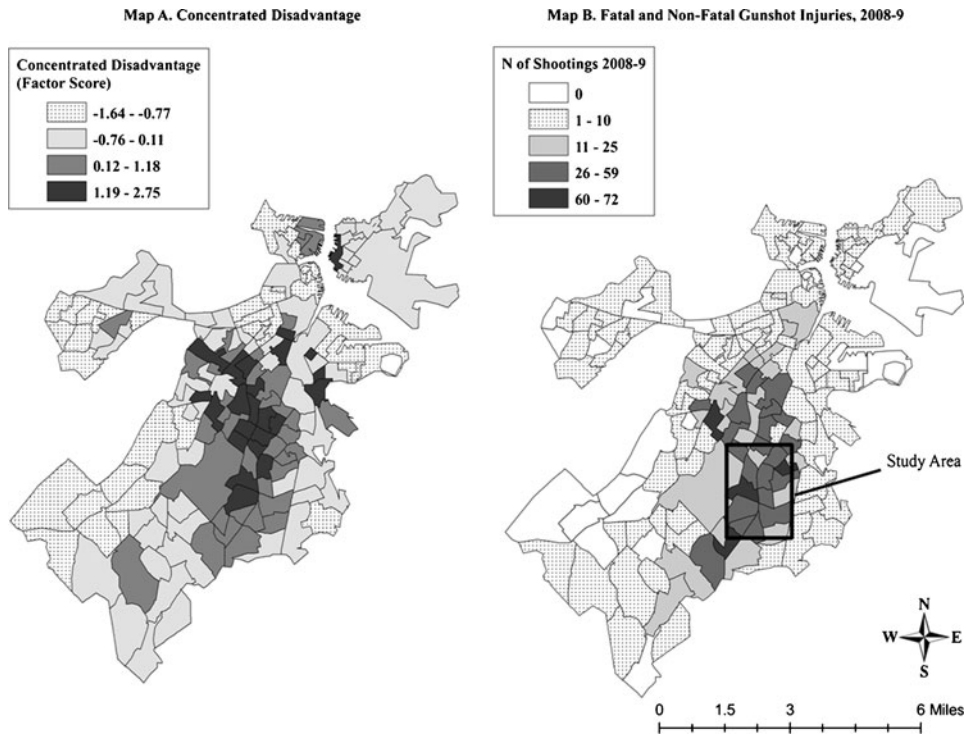 Map A. Concentrated Disadvantage
Concentrated Disadvantage
(Factor Score)
-1.64 - -0.77
-0.76 - 0.11
0.12 - 1.18
1.19 - 2.75
Map B. Fatal and Non-Fatal Gunshot Injuries, 2008-9
N of Shootings 2008-9
0
1 - 10
11 - 25
26 - 59
60 - 72
Study Area
N
W E
S
0 1.5 3 6 Miles